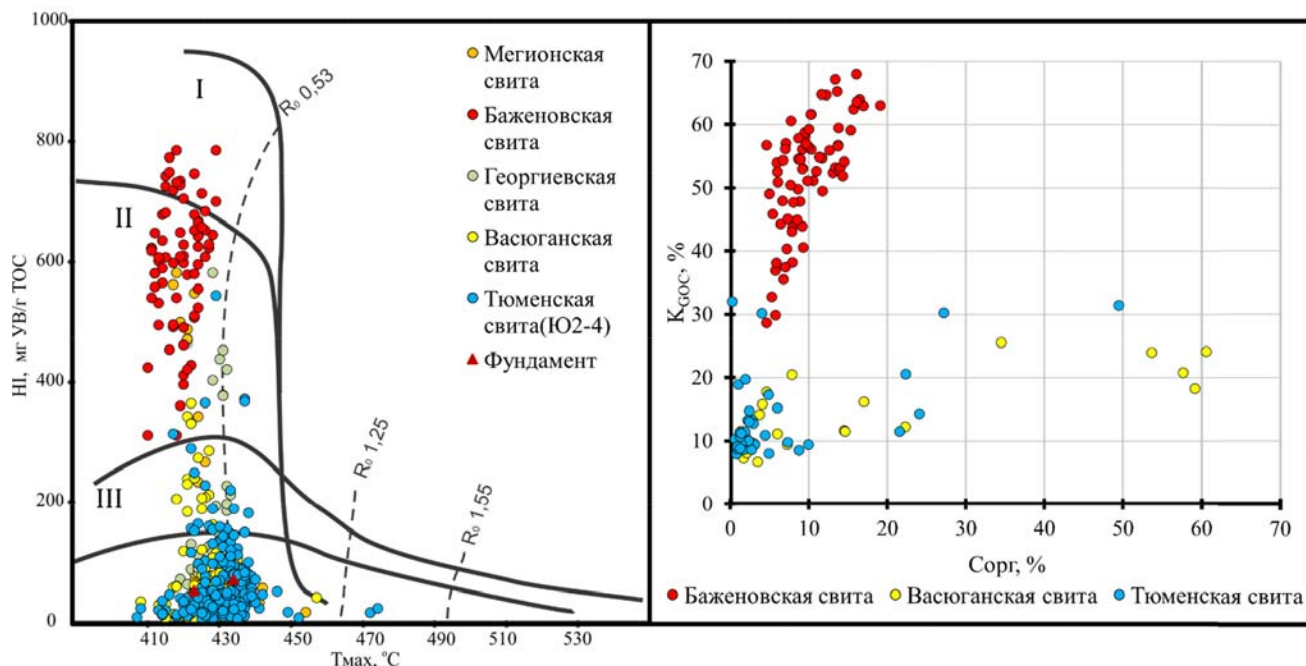 1000
800
600
400
200
0
HI, мг УВ/г ТОС
I
II
III
R₀ 0,53
R₀ 1,25
R₀ 1,55
Мегионская
свита
Баженовская
свита
Георгиевская
свита
Васюганская
свита
Тюменская
свита(Ю2-4)
Фундамент
410 430 450 470 490 510 530
Тмах, °C
70
60
50
40
30
20
10
0
K_GOC, %
0 10 20 30 40 50 60 70
Сорг, %
Баженовская свита Васюганская свита Тюменская свита